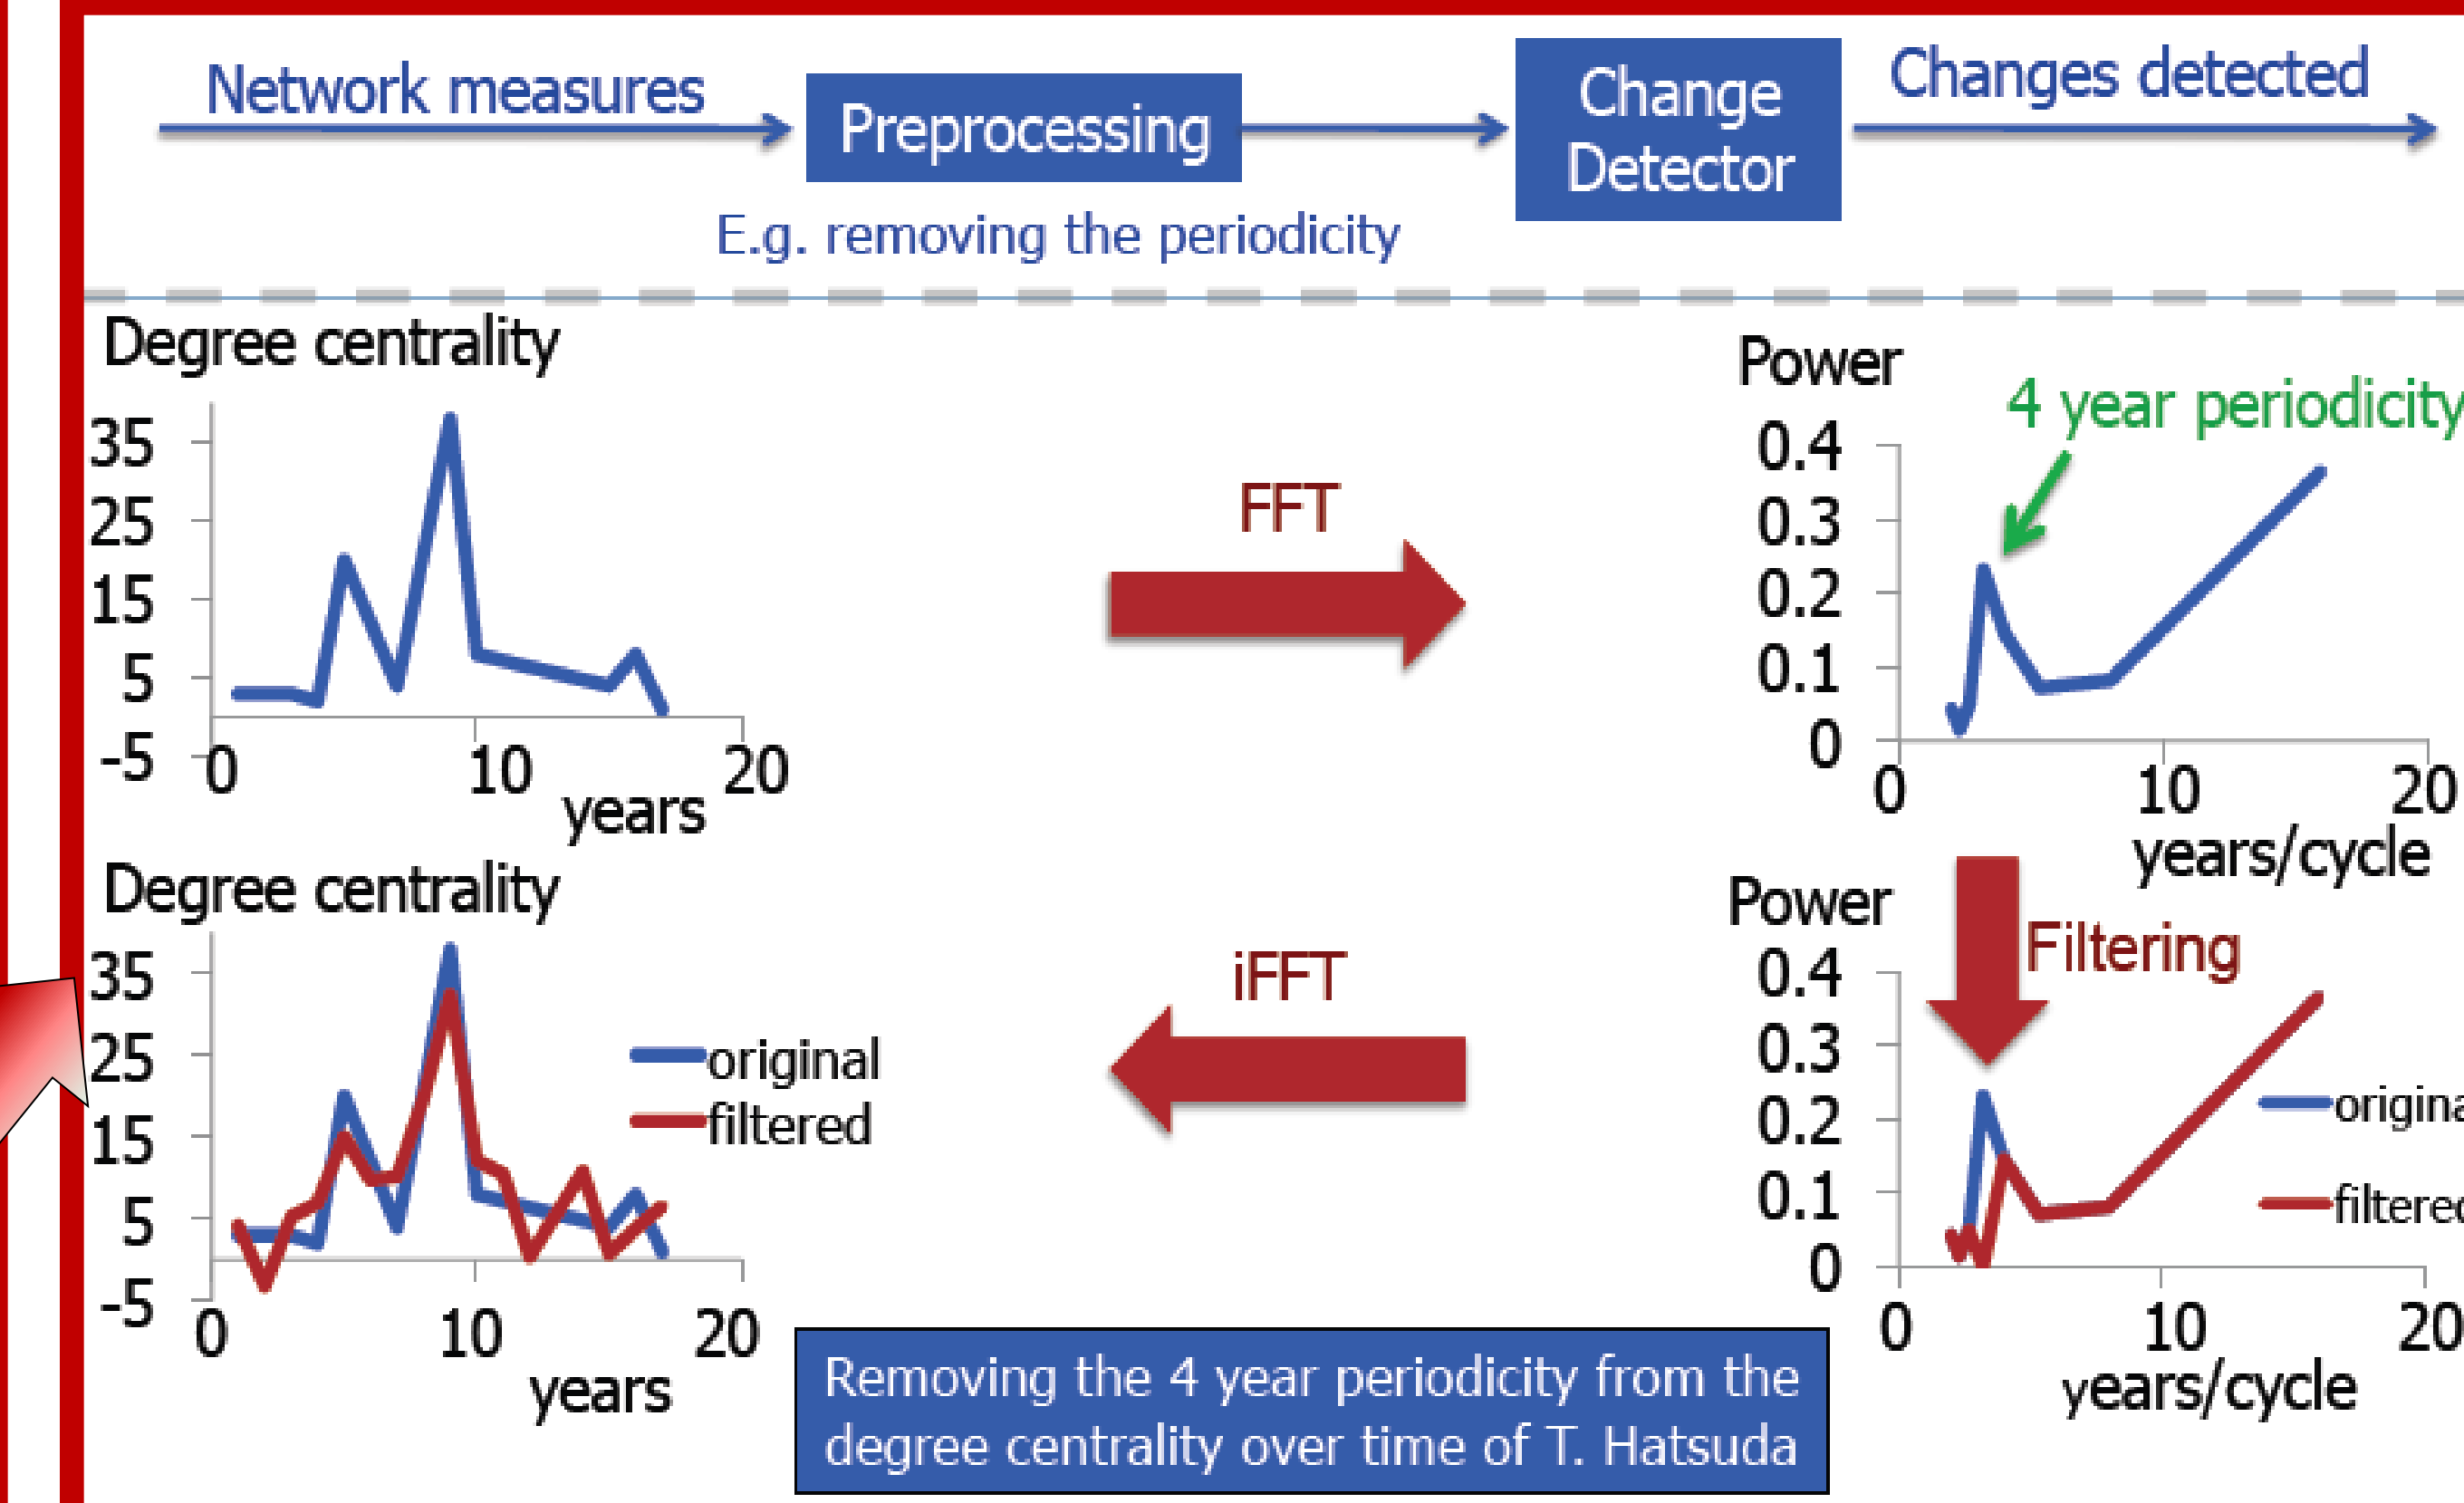 Network measures
Preprocessing
Change
Detector
Changes detected
E.g. removing the periodicity
Degree centrality
35
25
15
5
-5
0
10
20
years
FFT
Power
4 year periodicity
0.4
0.3
0.2
0.1
0
0
10
20
years/cycle
Degree centrality
35
25
15
5
-5
0
10
20
years
original
filtered
iFFT
Power
Filtering
0.4
0.3
0.2
0.1
0
0
10
20
years/cycle
Removing the 4 year periodicity from the
degree centrality over time of T. Hatsuda